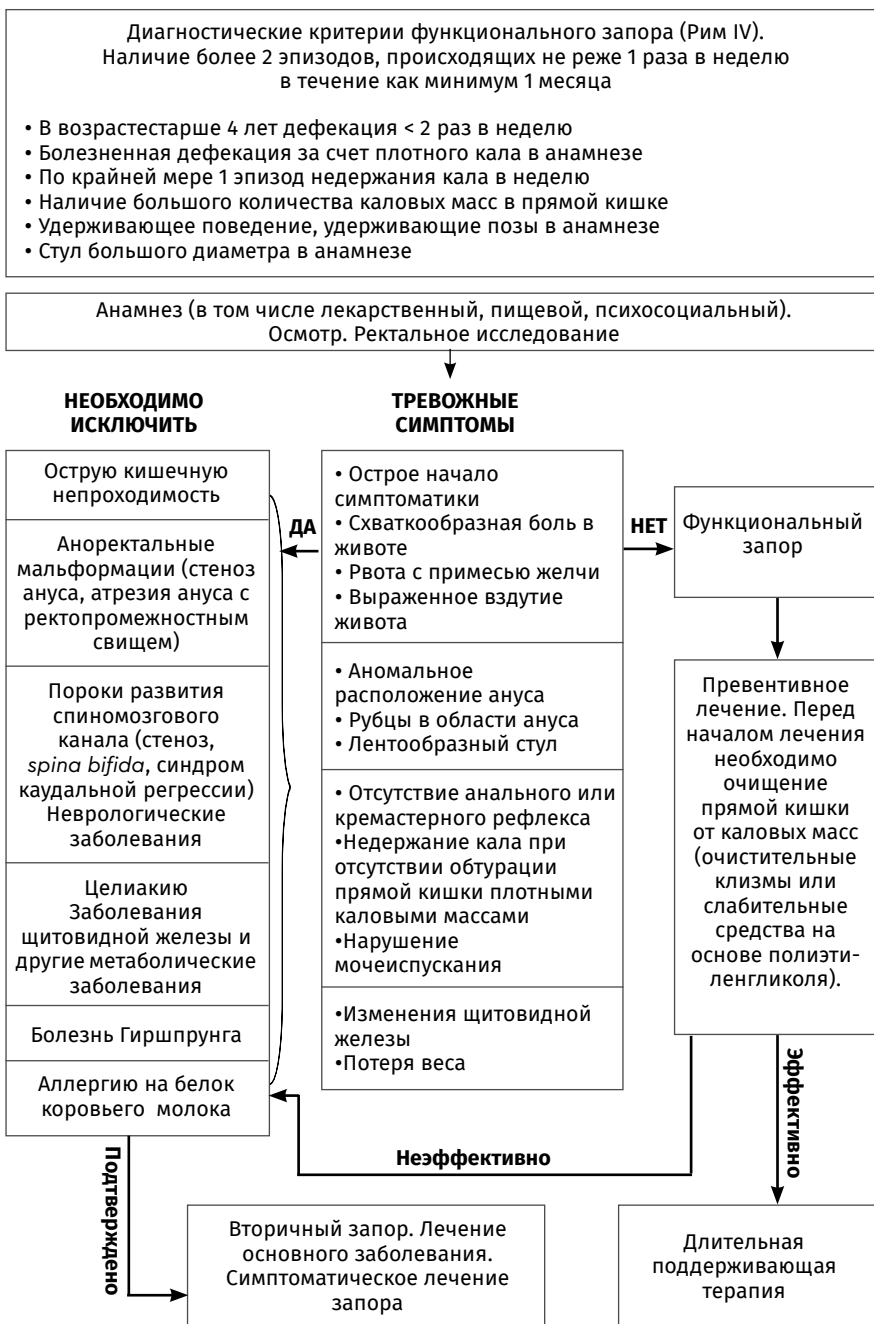 Диагностические критерии функционального запора (Рим IV).
Наличие более 2 эпизодов, происходящих не реже 1 раза в неделю
в течение как минимум 1 месяца
• В возрастестарше 4 лет дефекация < 2 раз в неделю
• Болезненная дефекация за счет плотного кала в анамнезе
• По крайней мере 1 эпизод недержания кала в неделю
• Наличие большого количества каловых масс в прямой кишке
• Удерживающее поведение, удерживающие позы в анамнезе
• Стул большого диаметра в анамнезе
Анамнез (в том числе лекарственный, пищевой, психосоциальный).
Осмотр. Ректальное исследование
НЕОБХОДИМО
ИСКЛЮЧИТЬ
Острую кишечную
непроходимость
Аноректальные
мальформации (стеноз
ануса, атрезия ануса с
ректопромежностным
свищем)
Пороки развития
спиномозгового
канала (стеноз,
spina bifida, синдром
каудальной регрессии)
Неврологические
заболевания
Целиакию
Заболевания
щитовидной железы и
другие метаболические
заболевания
Болезнь Гиршпрунга
Аллергию на белок
коровьего молока
ДА
ТРЕВОЖНЫЕ
СИМПТОМЫ
• Острое начало
симптоматики
• Схваткообразная боль в
животе
• Рвота с примесью желчи
• Выраженное вздутие
живота
• Аномальное
расположение ануса
• Рубцы в области ануса
• Лентообразный стул
• Отсутствие анального или
кремастерного рефлекса
•Недержание кала при
отсутствии обтурации
прямой кишки плотными
каловыми массами
•Нарушение
мочеиспускания
•Изменения щитовидной
железы
•Потеря веса
НЕТ
Функциональный
запор
Превентивное
лечение. Перед
началом лечения
необходимо
очищение
прямой кишки
от каловых масс
(очистительные
клизмы или
слабительные
средства на
основе полиэти-
ленгликоля).
Эффективно
Неэффективно
Подтверждено
Вторичный запор. Лечение
основного заболевания.
Симптоматическое лечение
запора
Длительная
поддерживающая
терапия